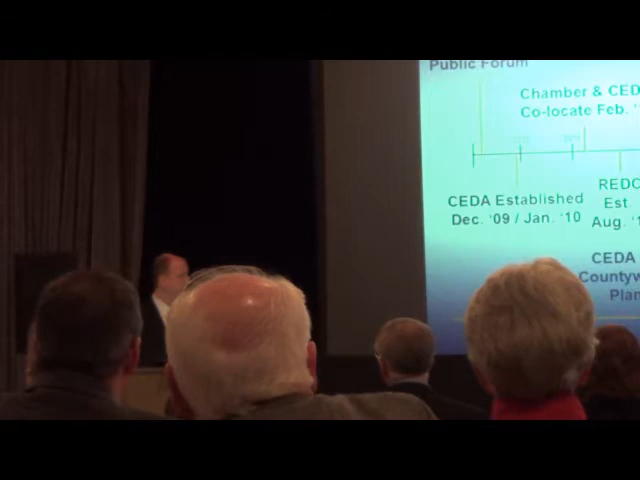 Public Forum
Chamber & CED
Co-locate Feb. '
CEDA Established
Dec. '09 / Jan. '10
REDC
Est.
Aug. '1
CEDA
Countyw
Plan